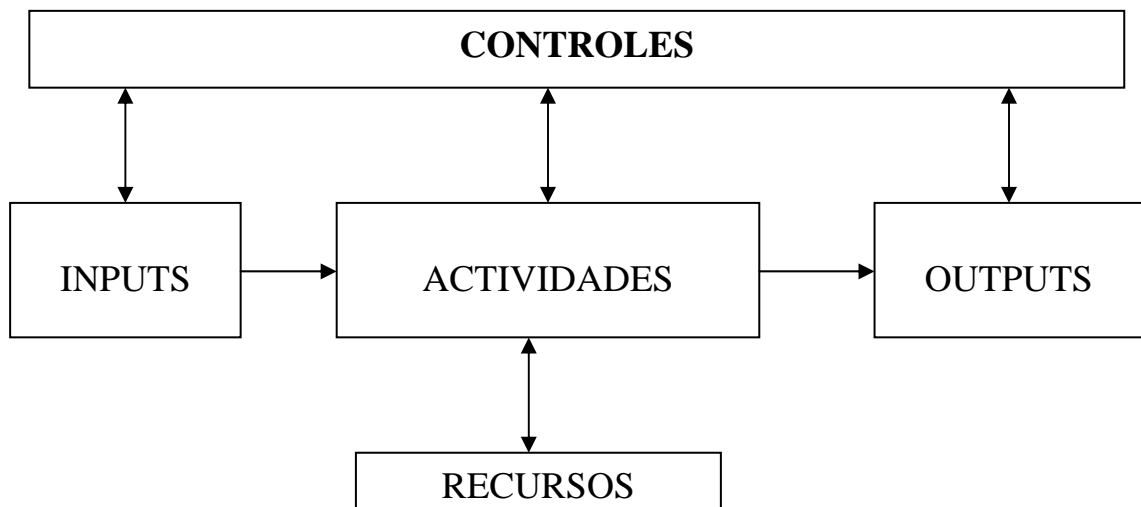 CONTROLES
INPUTS
ACTIVIDADES
OUTPUTS
RECURSOS